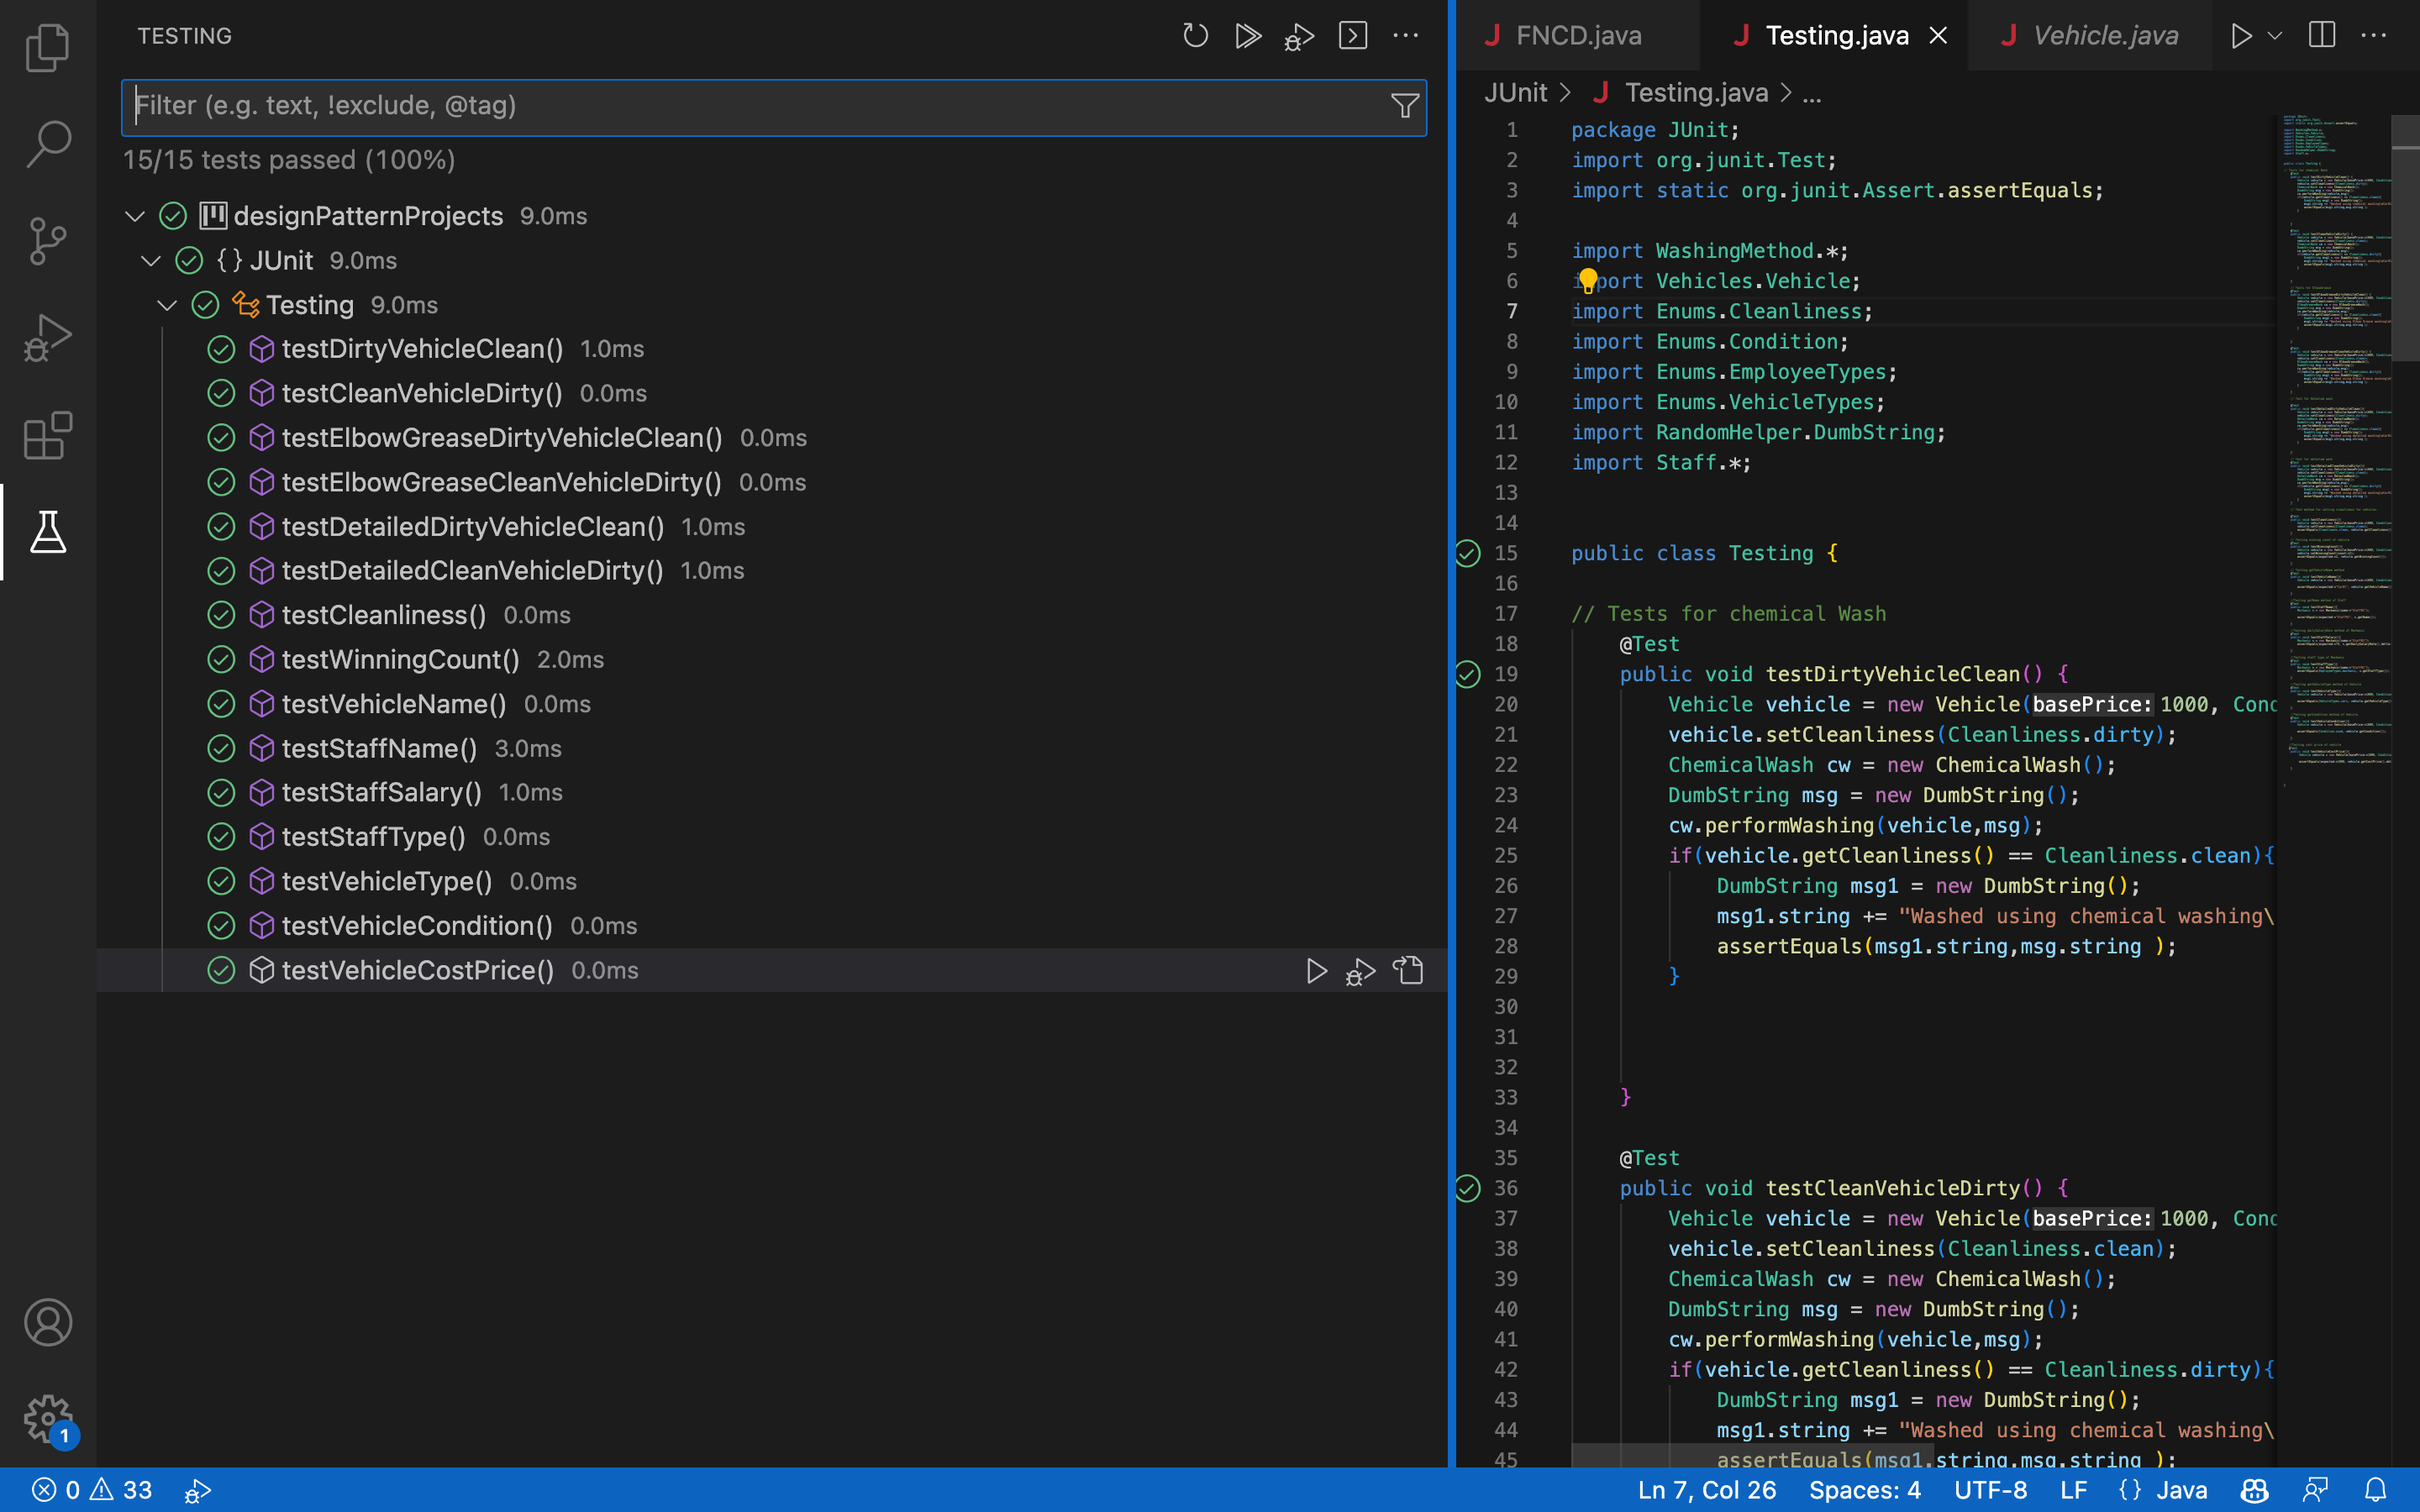 TESTING
Filter (e.g. text, !exclude, @tag)
15/15 tests passed (100%)
designPatternProjects 9.0ms
{} JUnit 9.0ms
Testing 9.0ms
testDirtyVehicleClean() 1.0ms
testCleanVehicleDirty() 0.0ms
testElbowGreaseDirtyVehicleClean() 0.0ms
testElbowGreaseCleanVehicleDirty() 0.0ms
testDetailedDirtyVehicleClean() 1.0ms
testDetailedCleanVehicleDirty() 1.0ms
testCleanliness() 0.0ms
testWinningCount() 2.0ms
testVehicleName() 0.0ms
testStaffName() 3.0ms
testStaffSalary() 1.0ms
testStaffType() 0.0ms
testVehicleType() 0.0ms
testVehicleCondition() 0.0ms
testVehicleCostPrice() 0.0ms
1
J FNCD.java J Testing.java J Vehicle.java
JUnit > J Testing.java > ...
1 package JUnit;
2 import org.junit.Test;
3 import static org.junit.Assert.assertEquals;
4
5 import WashingMethod.*;
6 import Vehicles.Vehicle;
7 import Enums.Cleanliness;
8 import Enums.Condition;
9 import Enums.EmployeeTypes;
10 import Enums.VehicleTypes;
11 import RandomHelper.DumbString;
12 import Staff.*;
13
14
15 public class Testing {
16
17 // Tests for chemical Wash
18 @Test
19 public void testDirtyVehicleClean() {
20 Vehicle vehicle = new Vehicle(basePrice: 1000, Cond
21 vehicle.setCleanliness(Cleanliness.dirty);
22 ChemicalWash cw = new ChemicalWash();
23 DumbString msg = new DumbString();
24 cw.performWashing(vehicle,msg);
25 if(vehicle.getCleanliness() == Cleanliness.clean){
26 DumbString msg1 = new DumbString();
27 msg1.string += "Washed using chemical washing\
28 assertEquals(msg1.string,msg.string );
29 }
30
31
32
33 }
34
35 @Test
36 public void testCleanVehicleDirty() {
37 Vehicle vehicle = new Vehicle(basePrice: 1000, Cond
38 vehicle.setCleanliness(Cleanliness.clean);
39 ChemicalWash cw = new ChemicalWash();
40 DumbString msg = new DumbString();
41 cw.performWashing(vehicle,msg);
42 if(vehicle.getCleanliness() == Cleanliness.dirty){
43 DumbString msg1 = new DumbString();
44 msg1.string += "Washed using chemical washing\
45 assertEquals(msg1.string,msg.string );
0 33 Ln 7, Col 26 Spaces: 4 UTF-8 LF {} Java